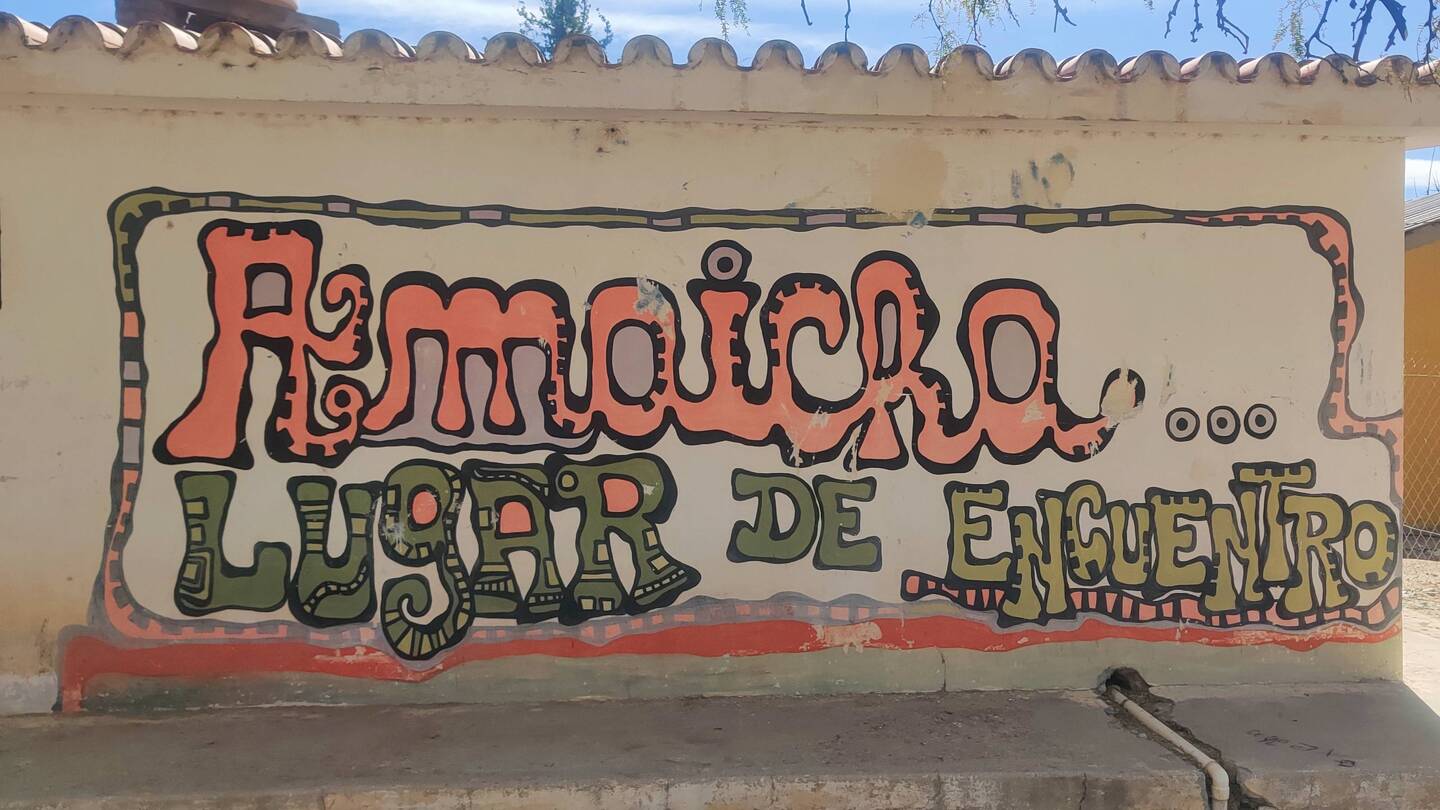 Amaicha...
LUgAR DE ENCUENTRO